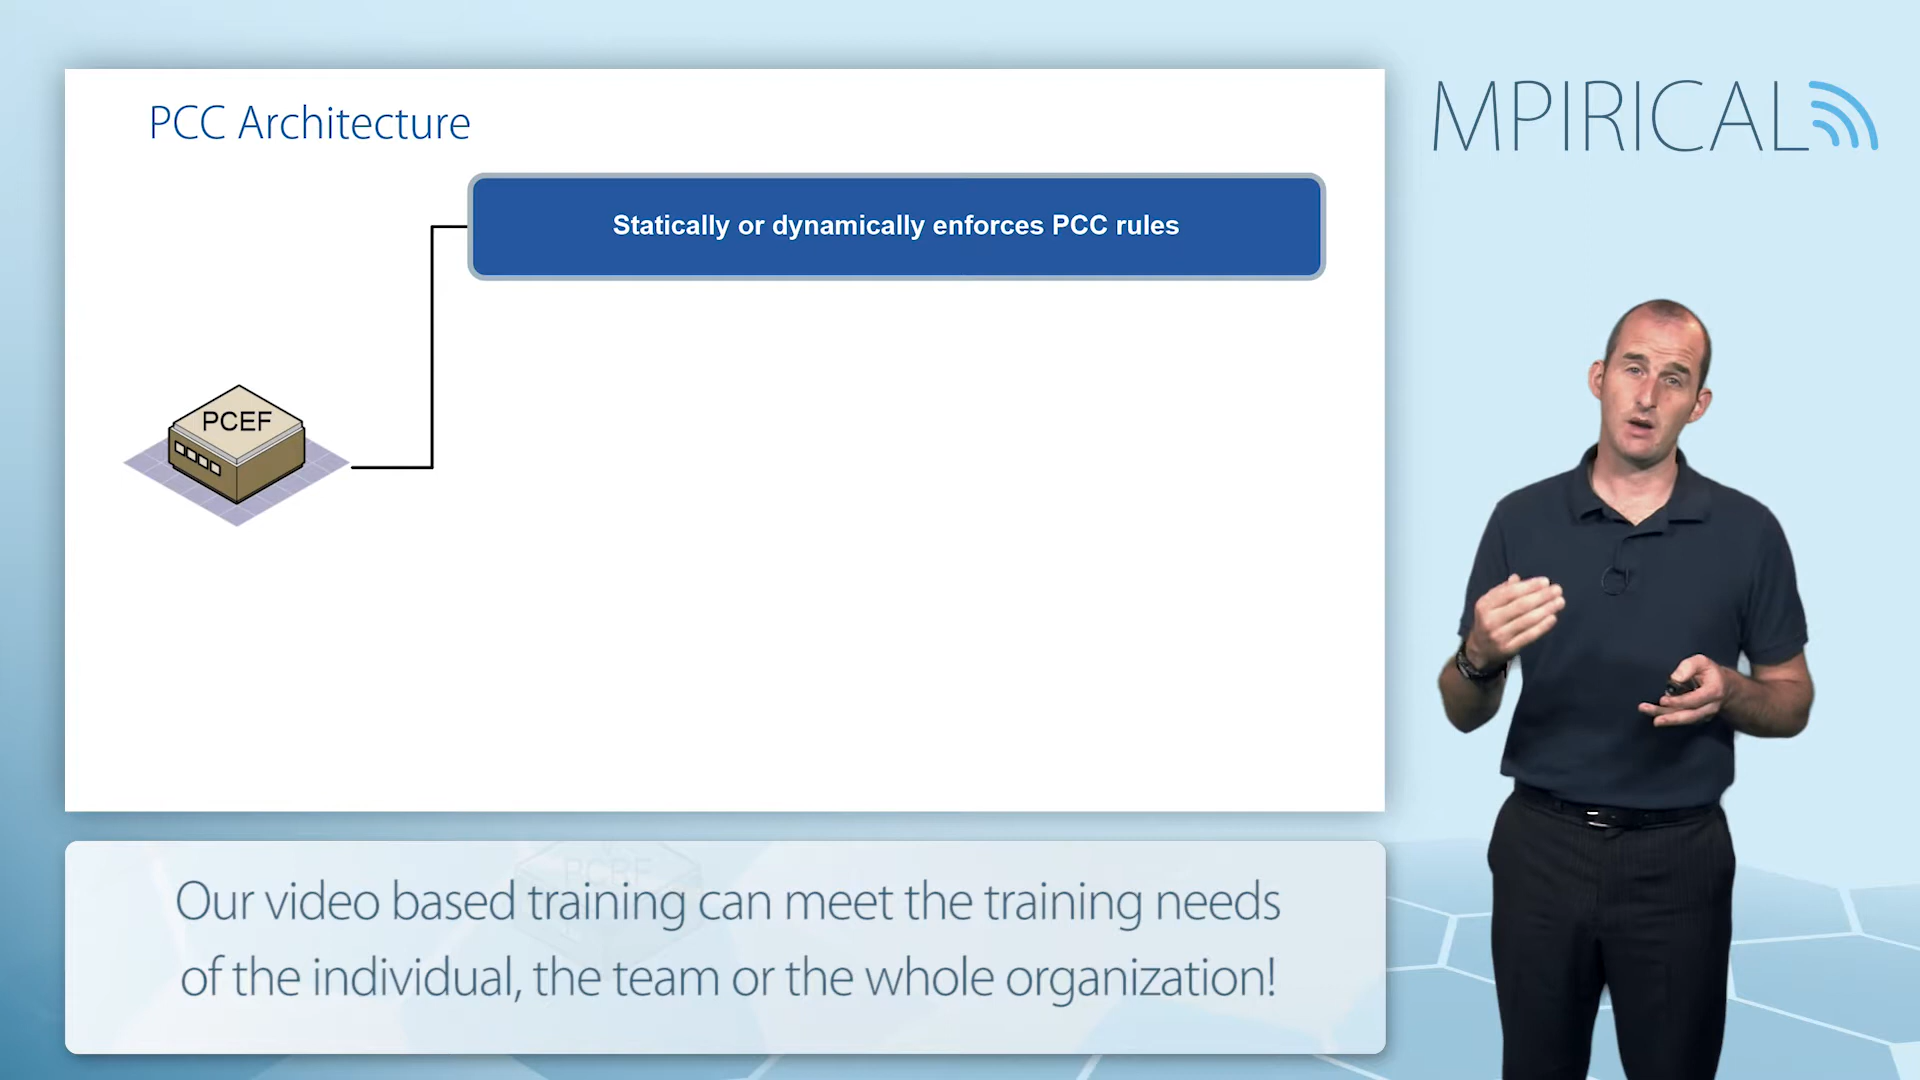 PCC Architecture
MPIRICAL
Statically or dynamically enforces PCC rules
PCEF
PCRF
Our video based training can meet the training needs
of the individual, the team or the whole organization!